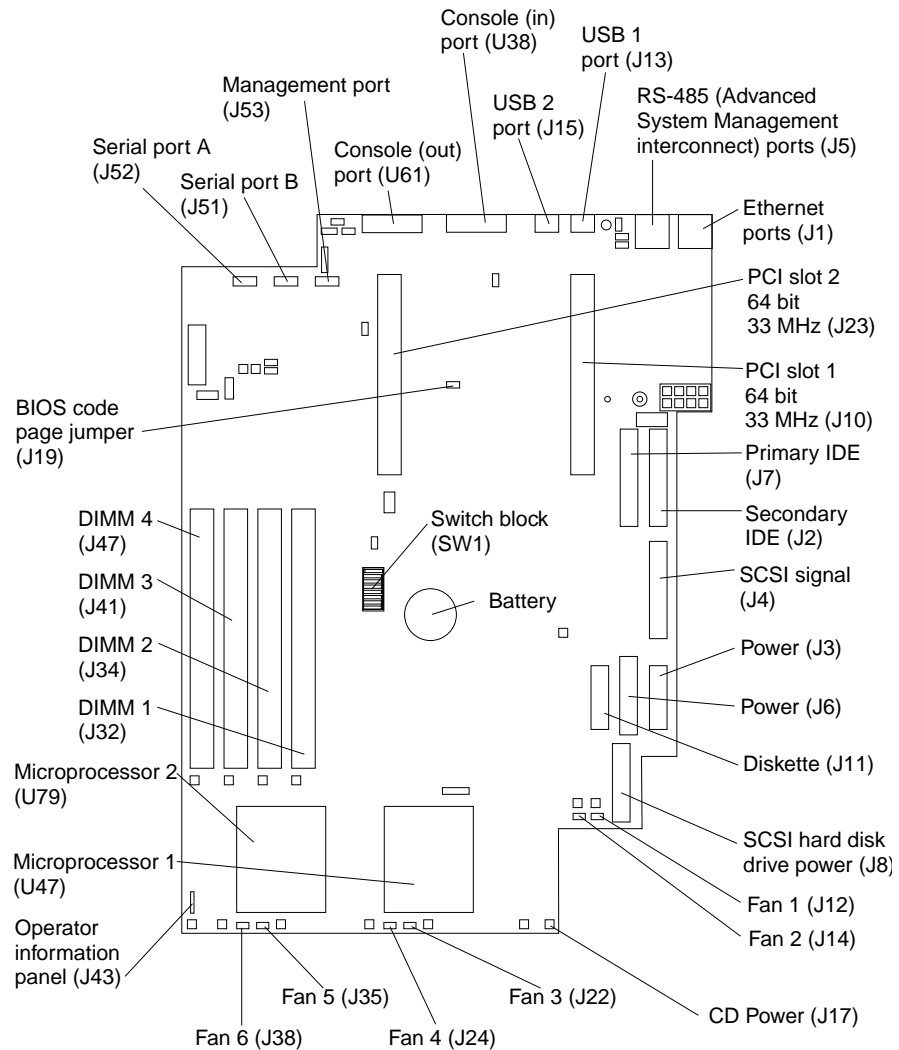 Console (in)
port (U38)
USB 1
port (J13)
Management port
(J53)
USB 2
port (J15)
RS-485 (Advanced
System Management
interconnect) ports (J5)
Serial port A
(J52)
Console (out)
port (U61)
Serial port B
(J51)
Ethernet
ports (J1)
PCI slot 2
64 bit
33 MHz (J23)
PCI slot 1
64 bit
33 MHz (J10)
BIOS code
page jumper
(J19)
Primary IDE
(J7)
DIMM 4
(J47)
Switch block
(SW1)
Secondary
IDE (J2)
DIMM 3
(J41)
SCSI signal
(J4)
Battery
DIMM 2
(J34)
Power (J3)
DIMM 1
(J32)
Power (J6)
Microprocessor 2
(U79)
Diskette (J11)
Microprocessor 1
(U47)
SCSI hard disk
drive power (J8)
Fan 1 (J12)
Operator
information
panel (J43)
Fan 2 (J14)
Fan 5 (J35)
Fan 3 (J22)
CD Power (J17)
Fan 6 (J38)
Fan 4 (J24)